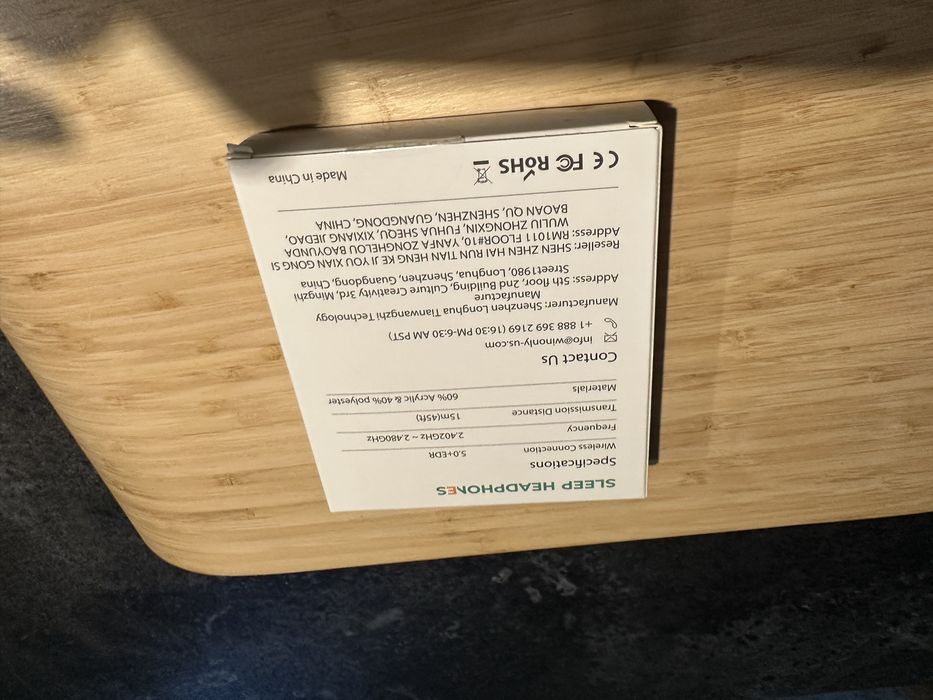 SLEEP HEADPHONES
Specifications
Wireless Connection 5.0+EDR
Frequency 2.402GHz ~ 2.480GHz
Transmission Distance 15m(45ft)
Materials 60% Acrylic & 40% polyester
Contact Us
info@winonly-us.com
+1 888 369 2169 (16:30 PM-6:30 AM PST)
Manufacturer: Shenzhen Longhua Tianwangzhi Technology
Manufacture
Address: 5th floor, 2nd Building, Culture Creativity 3rd, Mingzhi
Street1980, Longhua, Shenzhen, Guangdong, China
Reseller: SHEN ZHEN RUN HAI TIAN HENG KE JI YOU XIAN GONG SI
Address: RM1011 FLOOR#10, YANFA ZONGHELOU BAOYUNDA
WULIU ZHONGXIN, FUHUA SHEQU, XIXIANG JIEDAO,
BAOAN QU, SHENZHEN, GUANGDONG, CHINA
CE FC RoHS Made in China